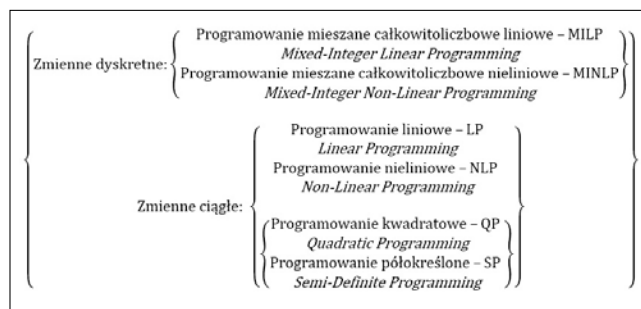 Programowanie mieszane całkowitoliczbowe liniowe – MILP
Mixed-Integer Linear Programming
Zmienne dyskretne:
Programowanie mieszane całkowitoliczbowe nieliniowe – MINLP
Mixed-Integer Non-Linear Programming
Programowanie liniowe – LP
Linear Programming
Programowanie nieliniowe – NLP
Non-Linear Programming
Zmienne ciągłe:
Programowanie kwadratowe – QP
Quadratic Programming
Programowanie półokreślone – SP
Semi-Definite Programming